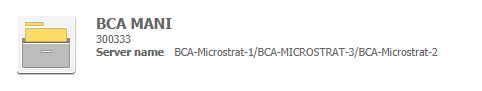 BCA MANI
300333
Server name BCA-Microstrat-1/BCA-MICROSTRAT-3/BCA-Microstrat-2